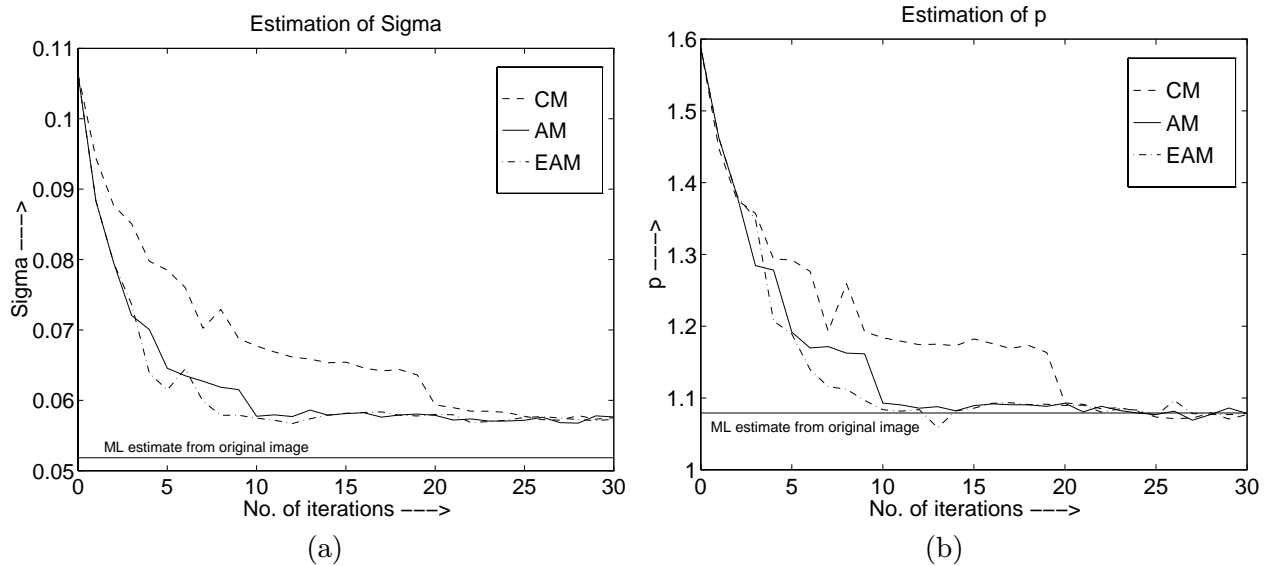 Estimation of Sigma
0.11
0.1
0.09
0.08
0.07
0.06
0.05
Sigma --->
CM
AM
EAM
ML estimate from original image
0 5 10 15 20 25 30
No. of iterations --->
(a)
Estimation of p
1.6
1.5
1.4
1.3
1.2
1.1
1
p --->
CM
AM
EAM
ML estimate from original image
0 5 10 15 20 25 30
No. of iterations --->
(b)